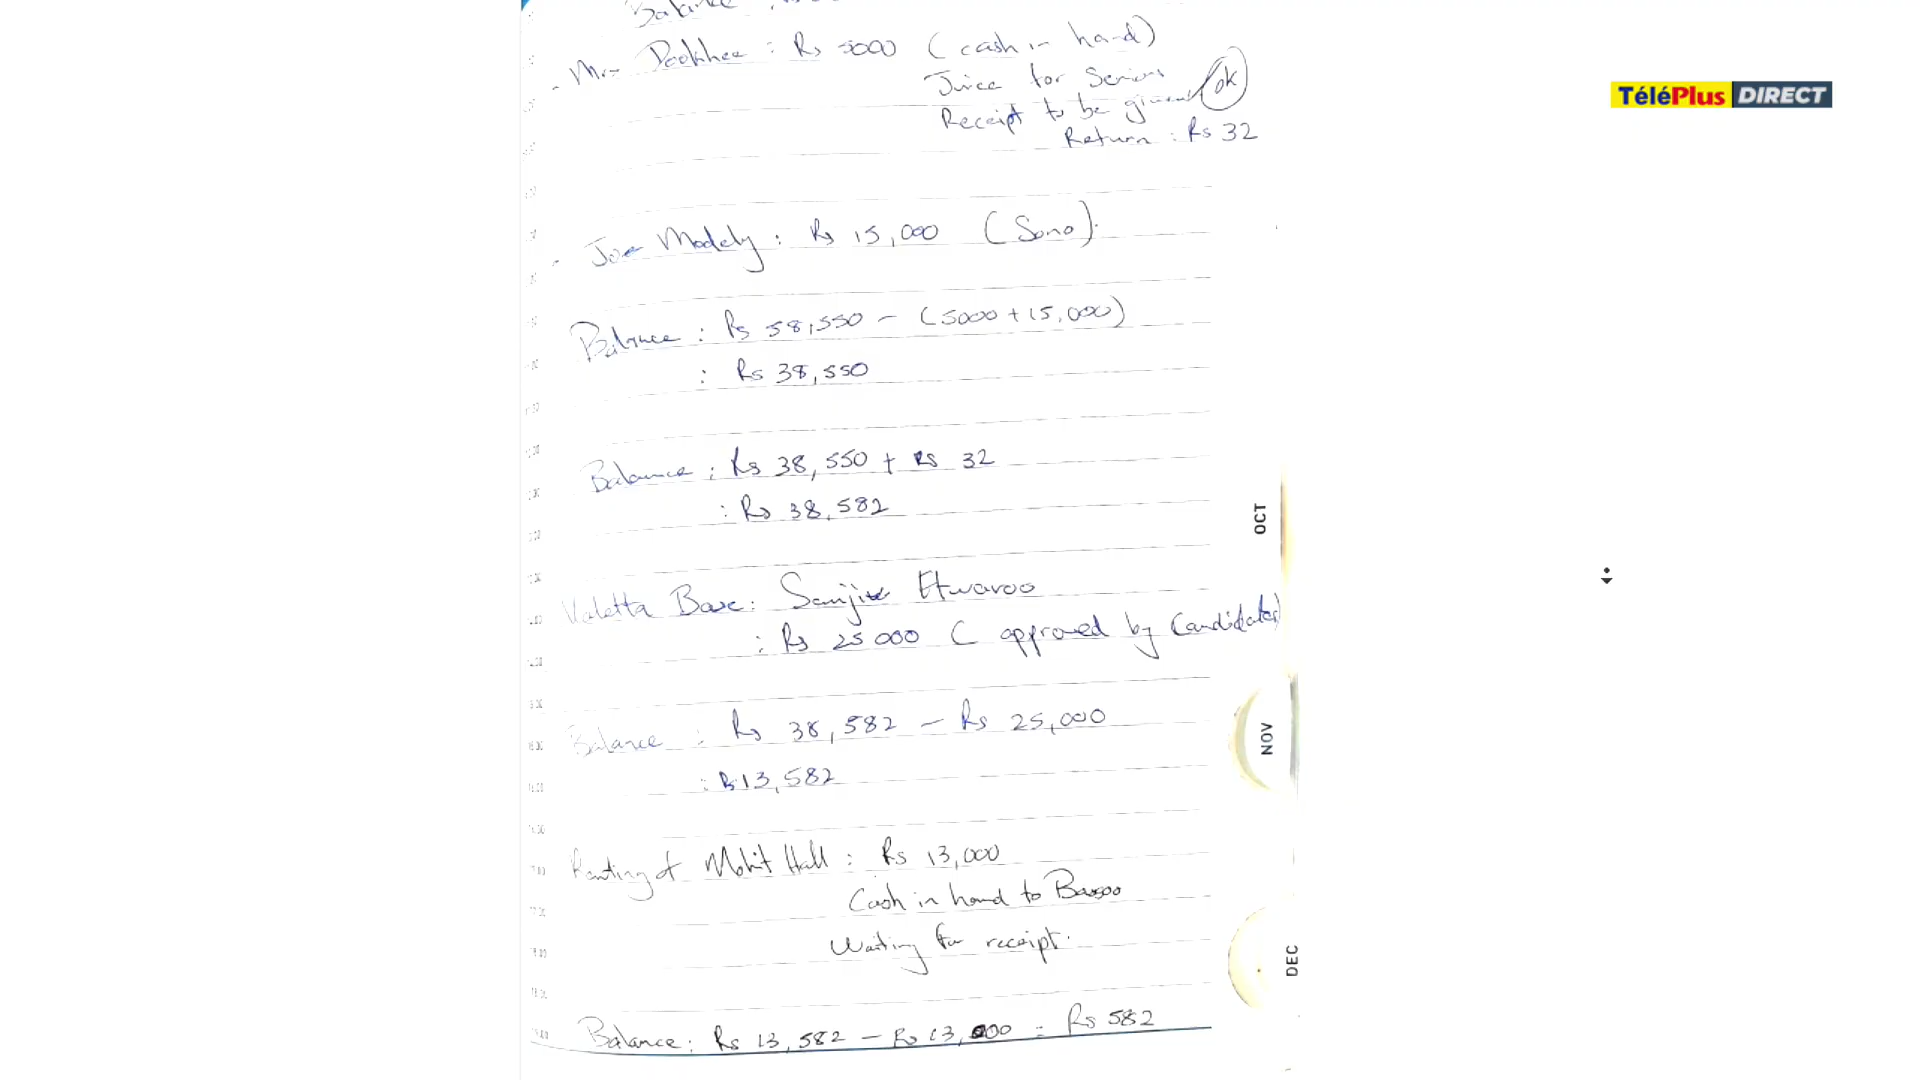 Balance
- Mrs Dookhee : Rs 5000 (cash in hand)
Juice for Seniors
Receipt to be given ok
Return : Rs 32
TéléPlus DIRECT
- Joe Modely : Rs 15,000 (Sono).
Balance : Rs 58,550 - (5000 + 15,000)
: Rs 38,550
Balance : Rs 38,550 + Rs 32
: Rs 38,582
OCT
Valetta Base : Sanjive Etwaroo
: Rs 25000 ( approved by Candidates)
Balance : Rs 38,582 - Rs 25,000
: Rs 13,582
NOV
Renting of Mohit Hall : Rs 13,000
Cash in hand to Bassoo
Waiting for receipt.
DEC
Balance : Rs 13,582 - Rs 13,000 = Rs 582